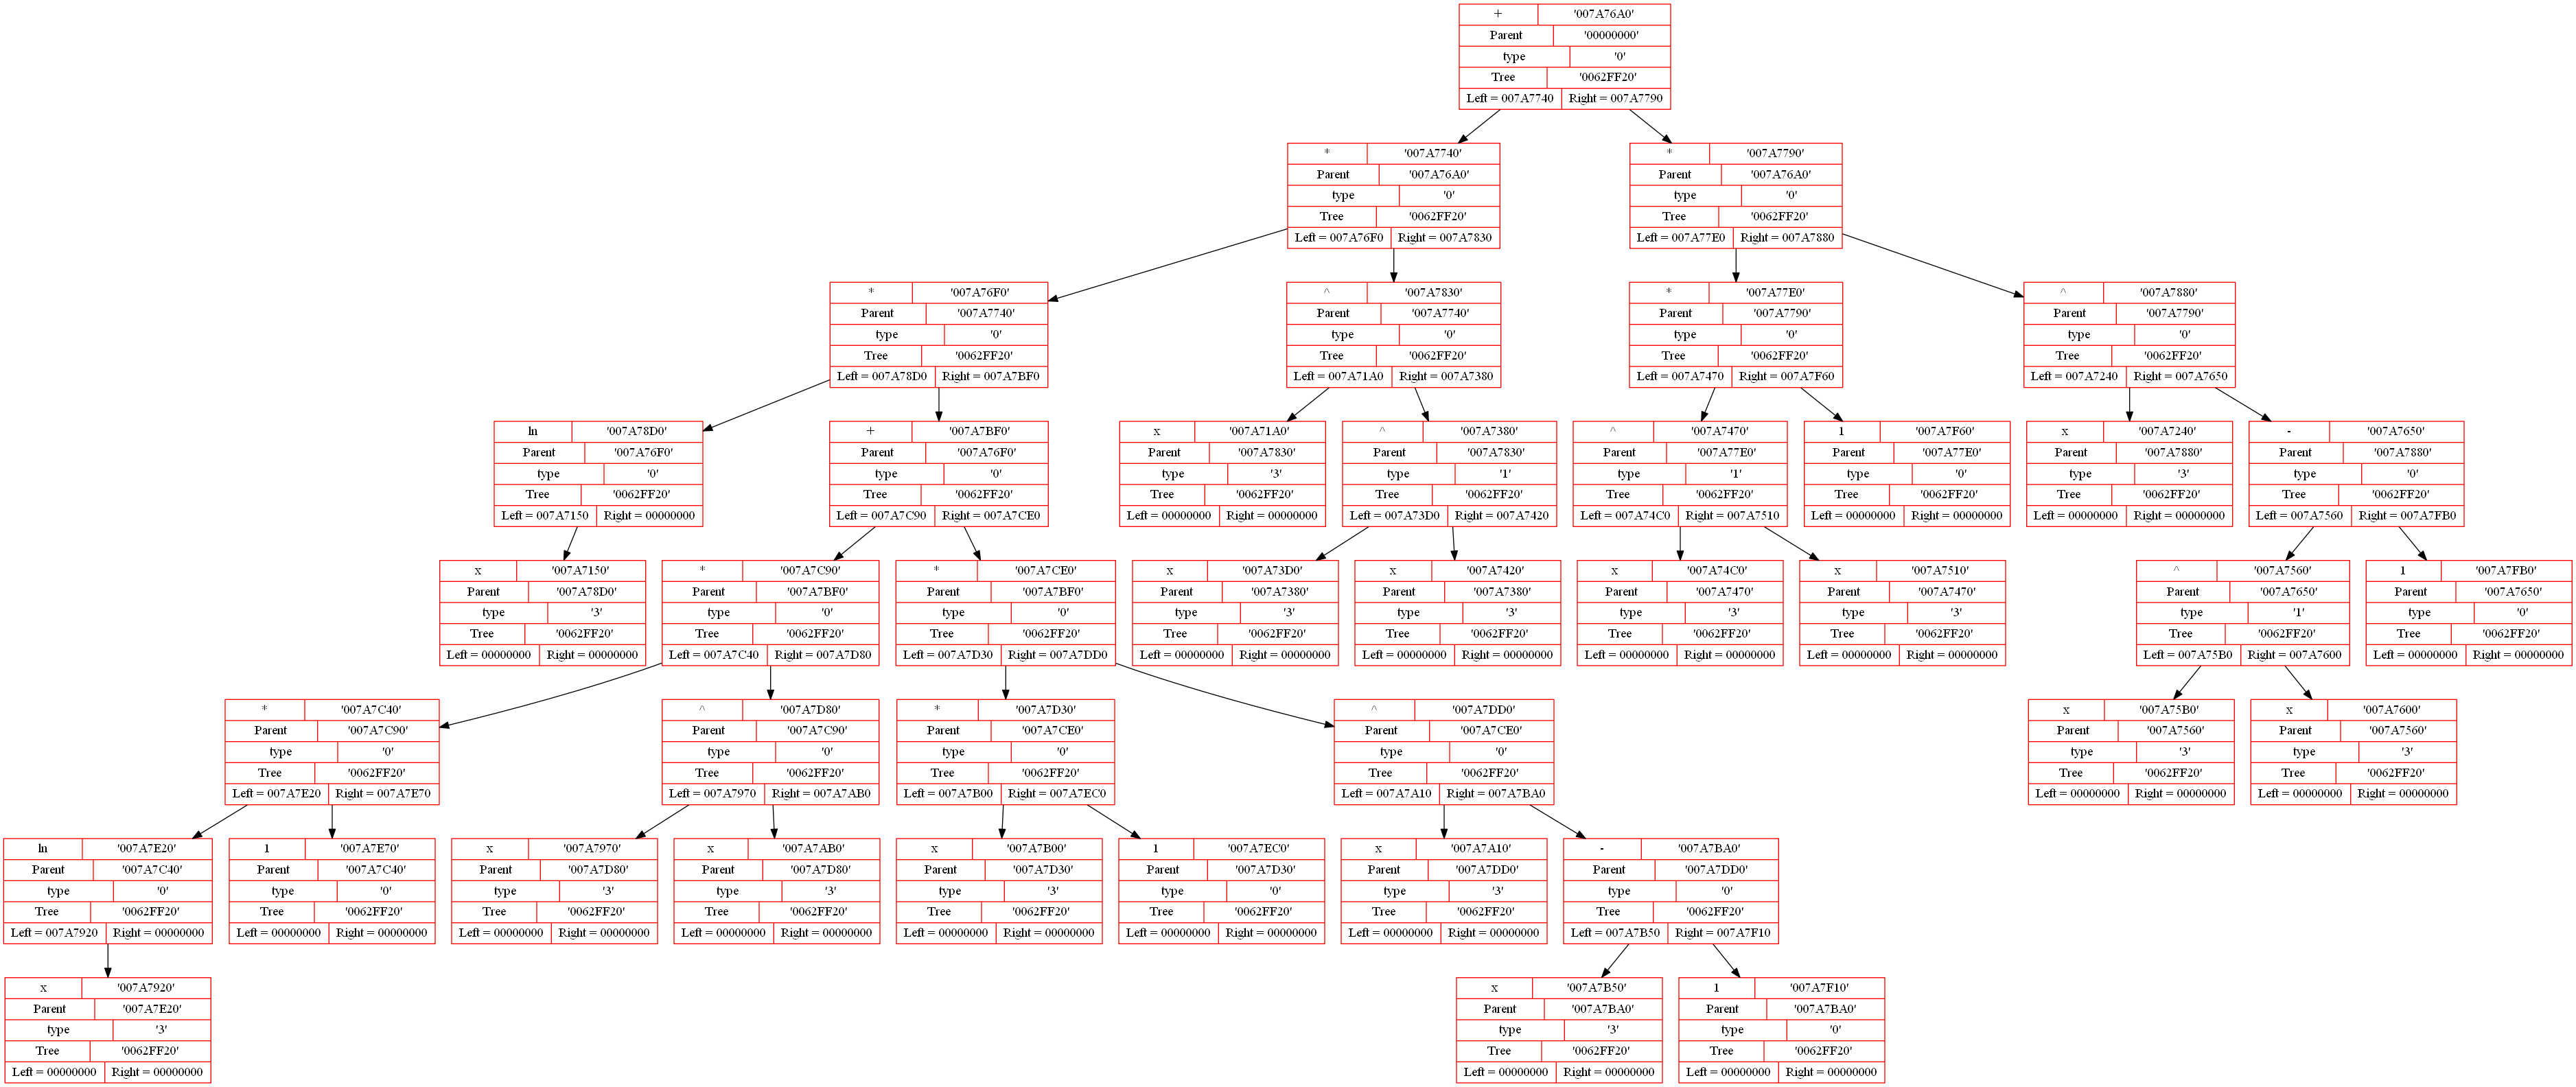 + '007A76A0'
Parent '00000000'
type '0'
Tree '0062FF20'
Left = 007A7740 Right = 007A7790
* '007A7740'
Parent '007A76A0'
type '0'
Tree '0062FF20'
Left = 007A76F0 Right = 007A7830
* '007A7790'
Parent '007A76A0'
type '0'
Tree '0062FF20'
Left = 007A77E0 Right = 007A7880
* '007A76F0'
Parent '007A7740'
type '0'
Tree '0062FF20'
Left = 007A78D0 Right = 007A7BF0
^ '007A7830'
Parent '007A7740'
type '0'
Tree '0062FF20'
Left = 007A71A0 Right = 007A7380
* '007A77E0'
Parent '007A7790'
type '0'
Tree '0062FF20'
Left = 007A7470 Right = 007A7F60
^ '007A7880'
Parent '007A7790'
type '0'
Tree '0062FF20'
Left = 007A7240 Right = 007A7650
ln '007A78D0'
Parent '007A76F0'
type '0'
Tree '0062FF20'
Left = 007A7150 Right = 00000000
+ '007A7BF0'
Parent '007A76F0'
type '0'
Tree '0062FF20'
Left = 007A7C90 Right = 007A7CE0
x '007A71A0'
Parent '007A7830'
type '3'
Tree '0062FF20'
Left = 00000000 Right = 00000000
^ '007A7380'
Parent '007A7830'
type '1'
Tree '0062FF20'
Left = 007A73D0 Right = 007A7420
^ '007A7470'
Parent '007A77E0'
type '1'
Tree '0062FF20'
Left = 007A74C0 Right = 007A7510
1 '007A7F60'
Parent '007A77E0'
type '0'
Tree '0062FF20'
Left = 00000000 Right = 00000000
x '007A7240'
Parent '007A7880'
type '3'
Tree '0062FF20'
Left = 00000000 Right = 00000000
- '007A7650'
Parent '007A7880'
type '0'
Tree '0062FF20'
Left = 007A7560 Right = 007A7FB0
x '007A7150'
Parent '007A78D0'
type '3'
Tree '0062FF20'
Left = 00000000 Right = 00000000
* '007A7C90'
Parent '007A7BF0'
type '0'
Tree '0062FF20'
Left = 007A7C40 Right = 007A7D80
* '007A7CE0'
Parent '007A7BF0'
type '0'
Tree '0062FF20'
Left = 007A7D30 Right = 007A7DD0
x '007A73D0'
Parent '007A7380'
type '3'
Tree '0062FF20'
Left = 00000000 Right = 00000000
x '007A7420'
Parent '007A7380'
type '3'
Tree '0062FF20'
Left = 00000000 Right = 00000000
x '007A74C0'
Parent '007A7470'
type '3'
Tree '0062FF20'
Left = 00000000 Right = 00000000
x '007A7510'
Parent '007A7470'
type '3'
Tree '0062FF20'
Left = 00000000 Right = 00000000
^ '007A7560'
Parent '007A7650'
type '1'
Tree '0062FF20'
Left = 007A75B0 Right = 007A7600
1 '007A7FB0'
Parent '007A7650'
type '0'
Tree '0062FF20'
Left = 00000000 Right = 00000000
* '007A7C40'
Parent '007A7C90'
type '0'
Tree '0062FF20'
Left = 007A7E20 Right = 007A7E70
^ '007A7D80'
Parent '007A7C90'
type '0'
Tree '0062FF20'
Left = 007A7970 Right = 007A7AB0
* '007A7D30'
Parent '007A7CE0'
type '0'
Tree '0062FF20'
Left = 007A7B00 Right = 007A7EC0
^ '007A7DD0'
Parent '007A7CE0'
type '0'
Tree '0062FF20'
Left = 007A7A10 Right = 007A7BA0
x '007A75B0'
Parent '007A7560'
type '3'
Tree '0062FF20'
Left = 00000000 Right = 00000000
x '007A7600'
Parent '007A7560'
type '3'
Tree '0062FF20'
Left = 00000000 Right = 00000000
ln '007A7E20'
Parent '007A7C40'
type '0'
Tree '0062FF20'
Left = 007A7920 Right = 00000000
1 '007A7E70'
Parent '007A7C40'
type '0'
Tree '0062FF20'
Left = 00000000 Right = 00000000
x '007A7970'
Parent '007A7D80'
type '3'
Tree '0062FF20'
Left = 00000000 Right = 00000000
x '007A7AB0'
Parent '007A7D80'
type '3'
Tree '0062FF20'
Left = 00000000 Right = 00000000
x '007A7B00'
Parent '007A7D30'
type '3'
Tree '0062FF20'
Left = 00000000 Right = 00000000
1 '007A7EC0'
Parent '007A7D30'
type '0'
Tree '0062FF20'
Left = 00000000 Right = 00000000
x '007A7A10'
Parent '007A7DD0'
type '3'
Tree '0062FF20'
Left = 00000000 Right = 00000000
- '007A7BA0'
Parent '007A7DD0'
type '0'
Tree '0062FF20'
Left = 007A7B50 Right = 007A7F10
x '007A7920'
Parent '007A7E20'
type '3'
Tree '0062FF20'
Left = 00000000 Right = 00000000
x '007A7B50'
Parent '007A7BA0'
type '3'
Tree '0062FF20'
Left = 00000000 Right = 00000000
1 '007A7F10'
Parent '007A7BA0'
type '0'
Tree '0062FF20'
Left = 00000000 Right = 00000000